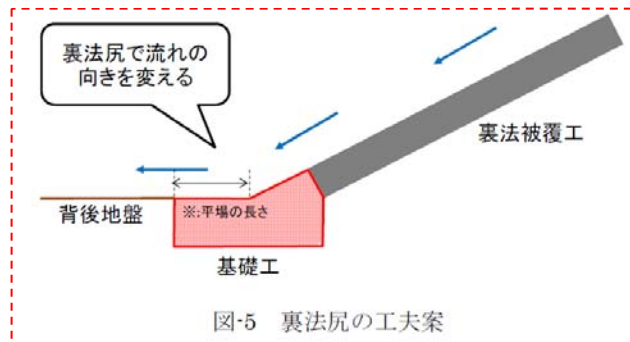 裏法尻で流れの
向きを変える
裏法被覆工
背後地盤
※:平場の長さ
基礎工
図-5 裏法尻の工夫案